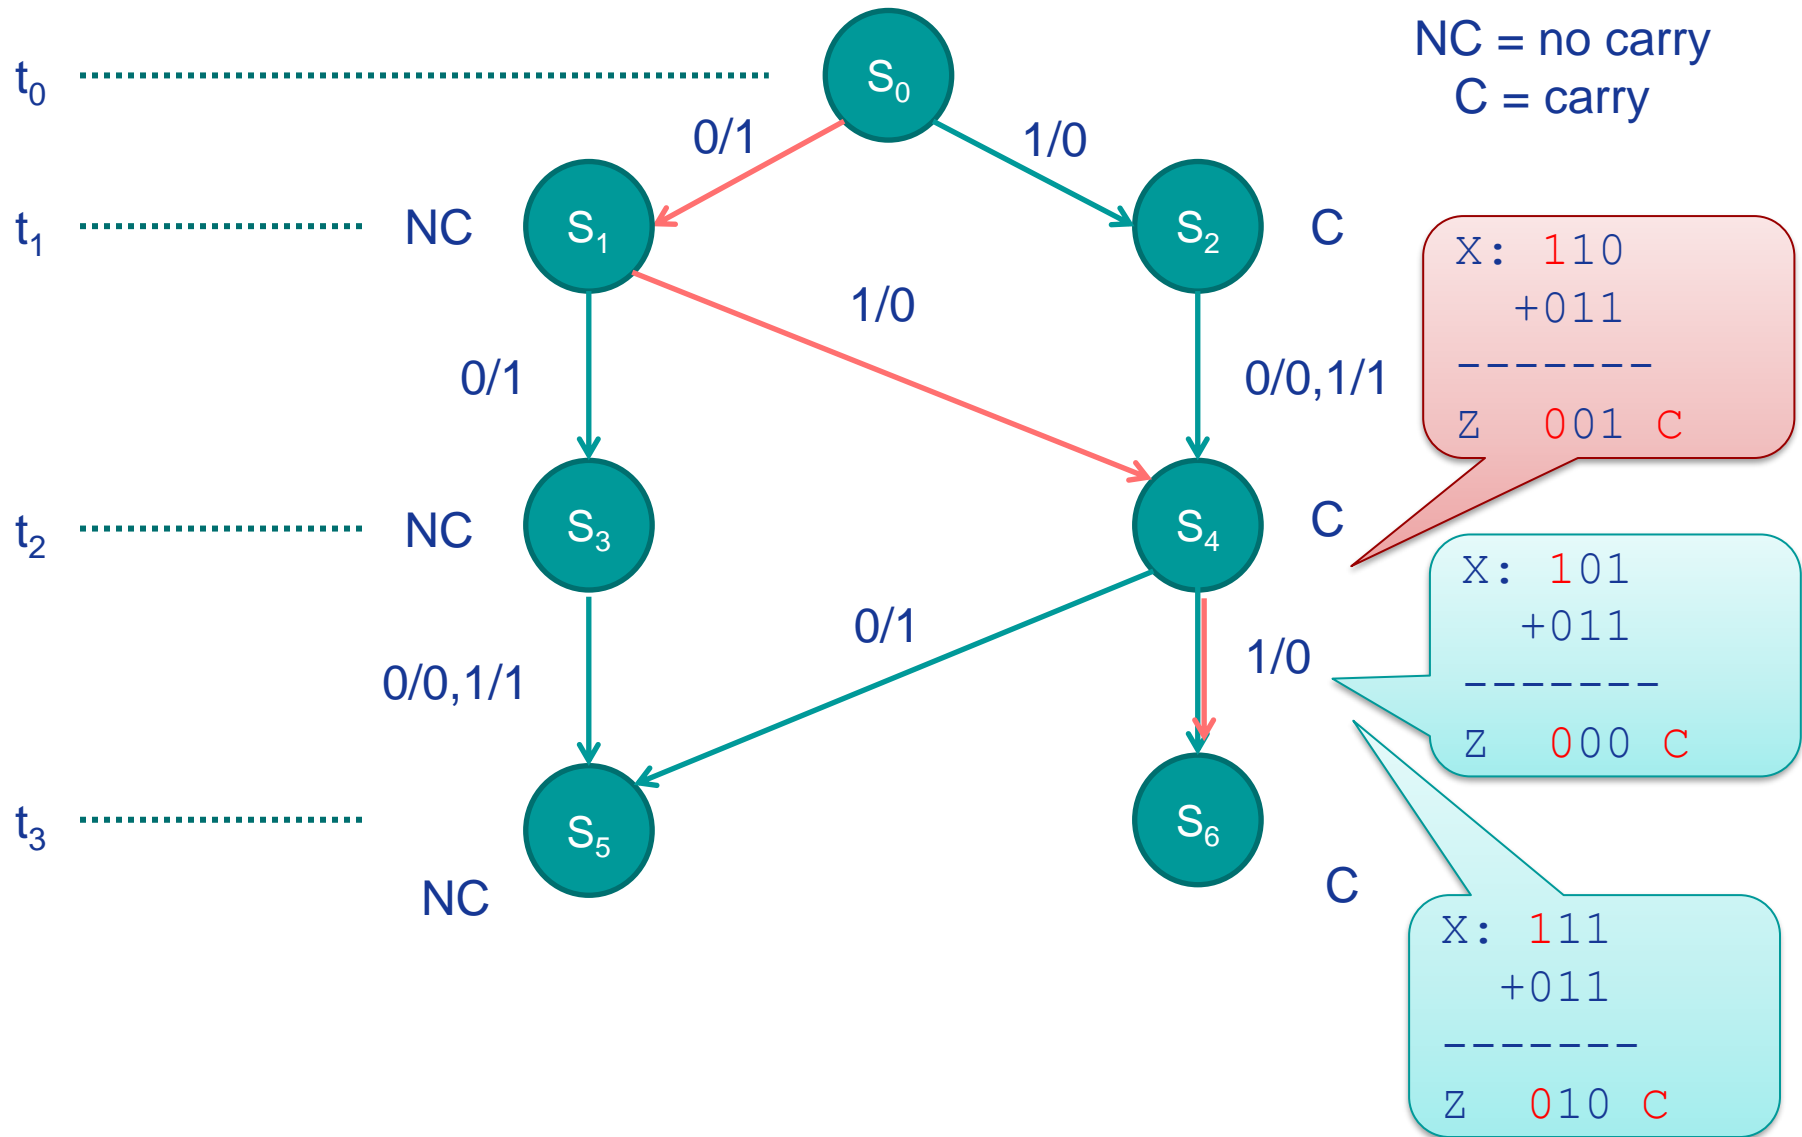 NC = no carry
C = carry
t0
S0
0/1
1/0
t1
NC
S1
S2
C
1/0
0/1
0/0,1/1
X: 110
+011
-------
Z 001 C
t2
NC
S3
S4
C
X: 101
+011
-------
Z 000 C
0/1
1/0
0/0,1/1
t3
S5
S6
NC
C
X: 111
+011
-------
Z 010 C